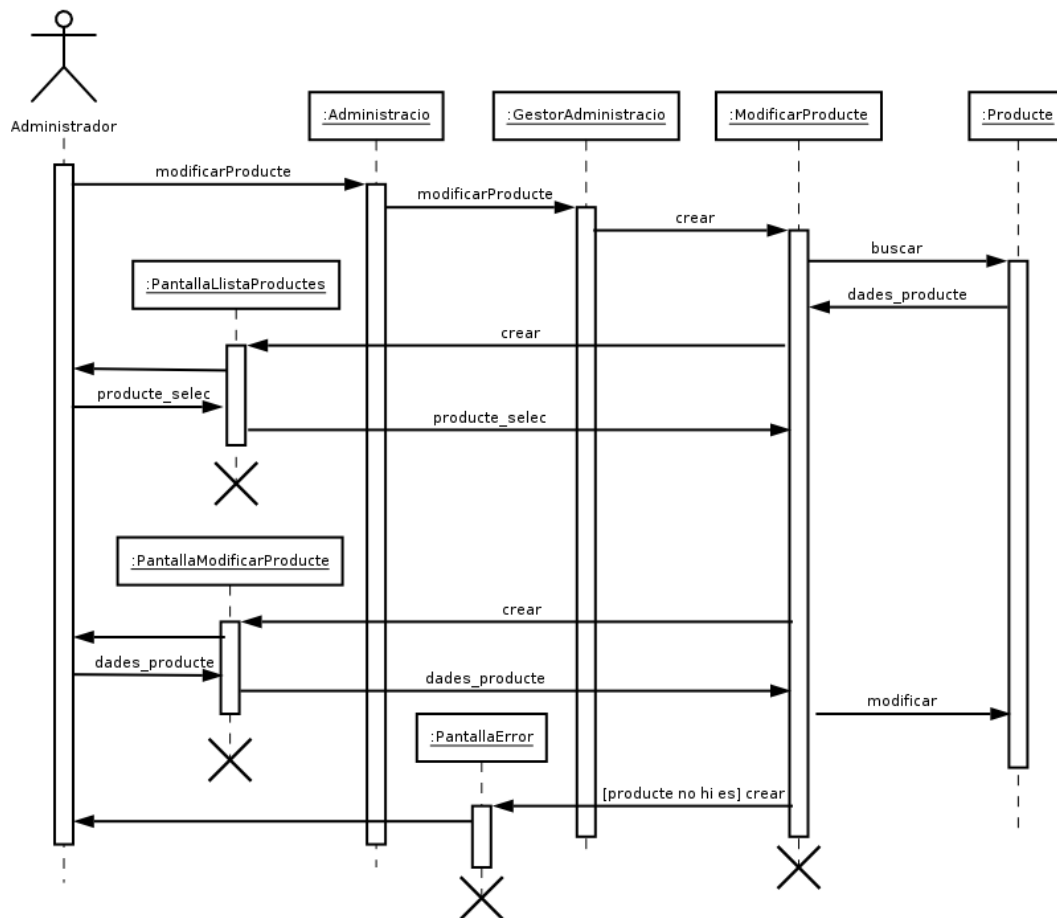 Administrador
:Administracio
:GestorAdministracio
:ModificarProducte
:Producte
modificarProducte
modificarProducte
crear
buscar
:PantallaLlistaProductes
dades_producte
crear
producte_selec
producte_selec
:PantallaModificarProducte
crear
dades_producte
dades_producte
modificar
:PantallaError
[producte no hi es] crear